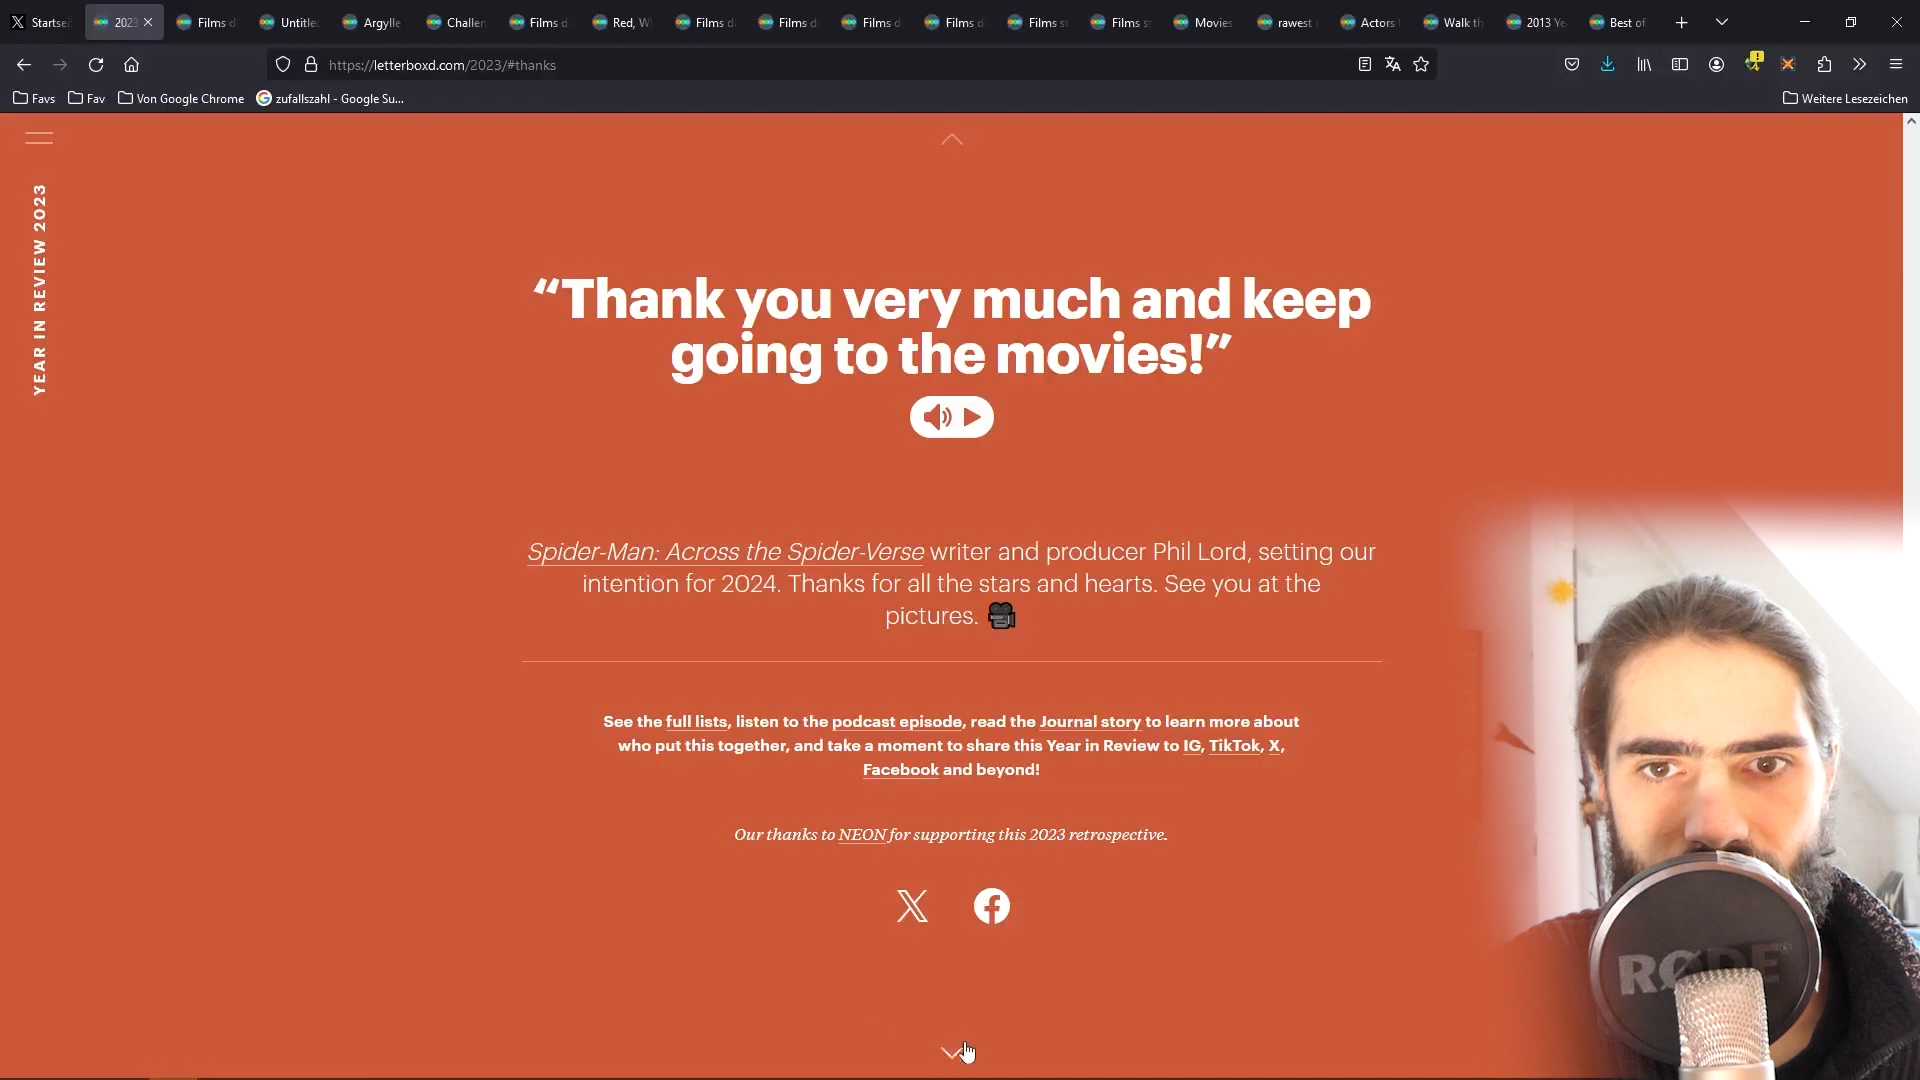 Startsei
2023
Films d
Untitled
Argylle
Challen
Films d
Red, W
Films di
Films di
Films d
Films d
Films st
Films st
Movies
rawest
Actors
Walk th
2013 Ye
Best of
https://letterboxd.com/2023/#thanks
Favs
Fav
Von Google Chrome
zufallszahl - Google Su...
Weitere Lesezeichen
YEAR IN REVIEW 2023
“Thank you very much and keep
going to the movies!”
Spider-Man: Across the Spider-Verse writer and producer Phil Lord, setting our
intention for 2024. Thanks for all the stars and hearts. See you at the
pictures. 🎥
See the full lists, listen to the podcast episode, read the Journal story to learn more about
who put this together, and take a moment to share this Year in Review to IG, TikTok, X,
Facebook and beyond!
Our thanks to NEON for supporting this 2023 retrospective.
RØDE